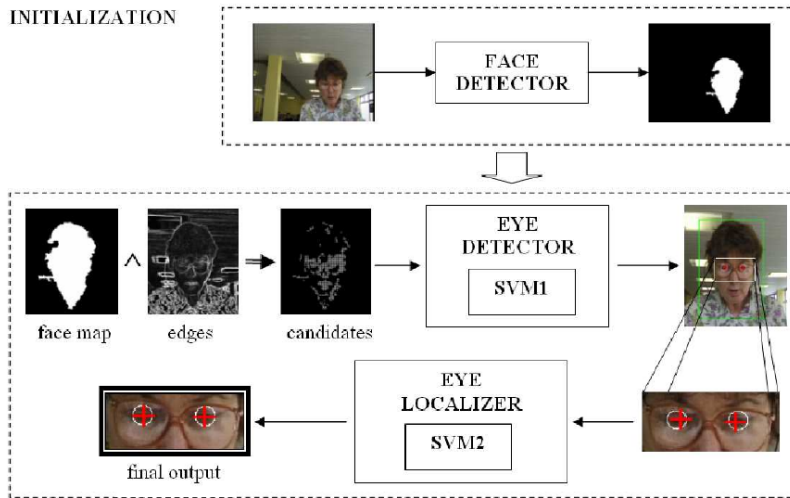 INITIALIZATION
FACE
DETECTOR
EYE
DETECTOR
SVM1
face map
^
edges
candidates
EYE
LOCALIZER
SVM2
final output